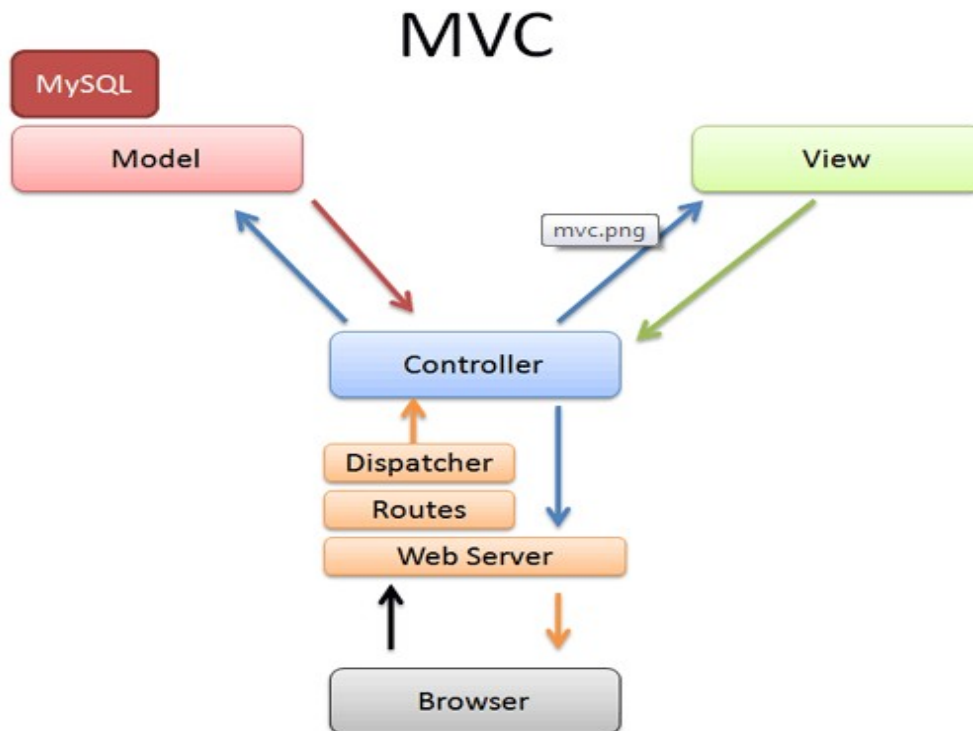 MVC
MySQL
Model
View
mvc.png
Controller
Dispatcher
Routes
Web Server
Browser